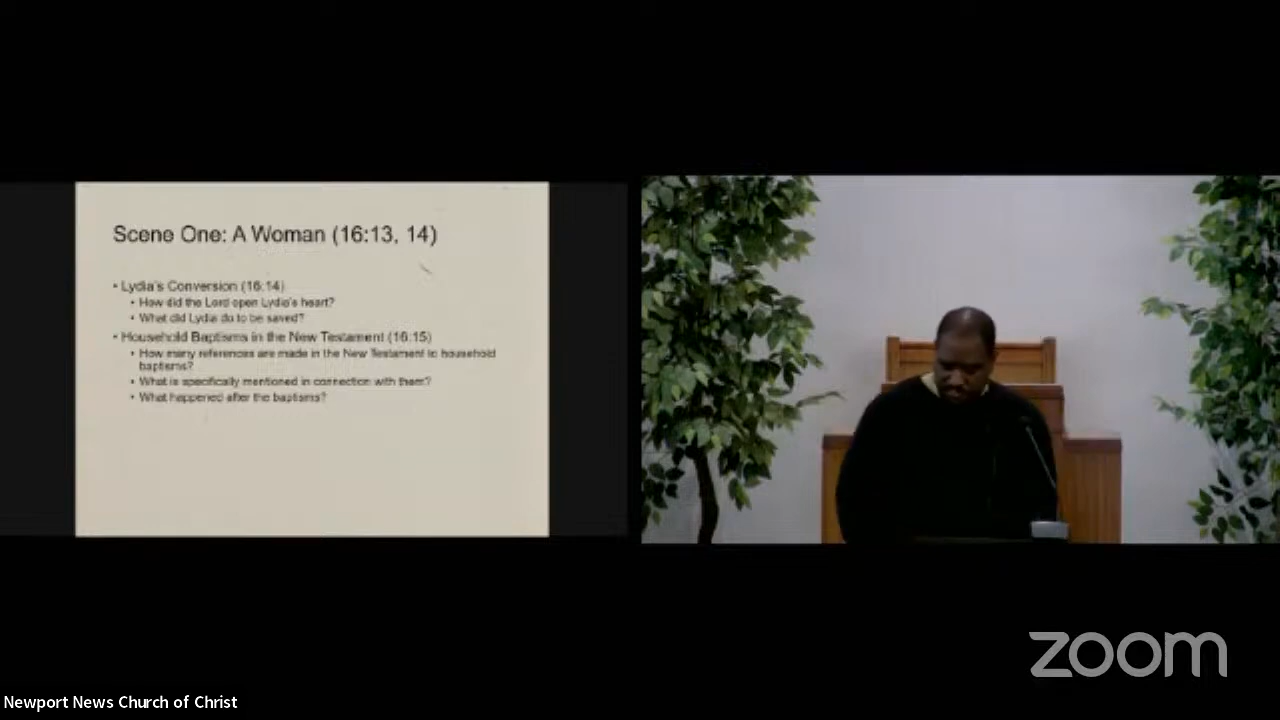 Scene One: A Woman (16:13, 14)
• Lydia's Conversion (16:14)
• How did the Lord open Lydia's heart?
• What did Lydia do to be saved?
• Household Baptisms in the New Testament (16:15)
• How many references are made in the New Testament to household
baptisms?
• What is specifically mentioned in connection with them?
• What happened after the baptisms?
zoom
Newport News Church of Christ